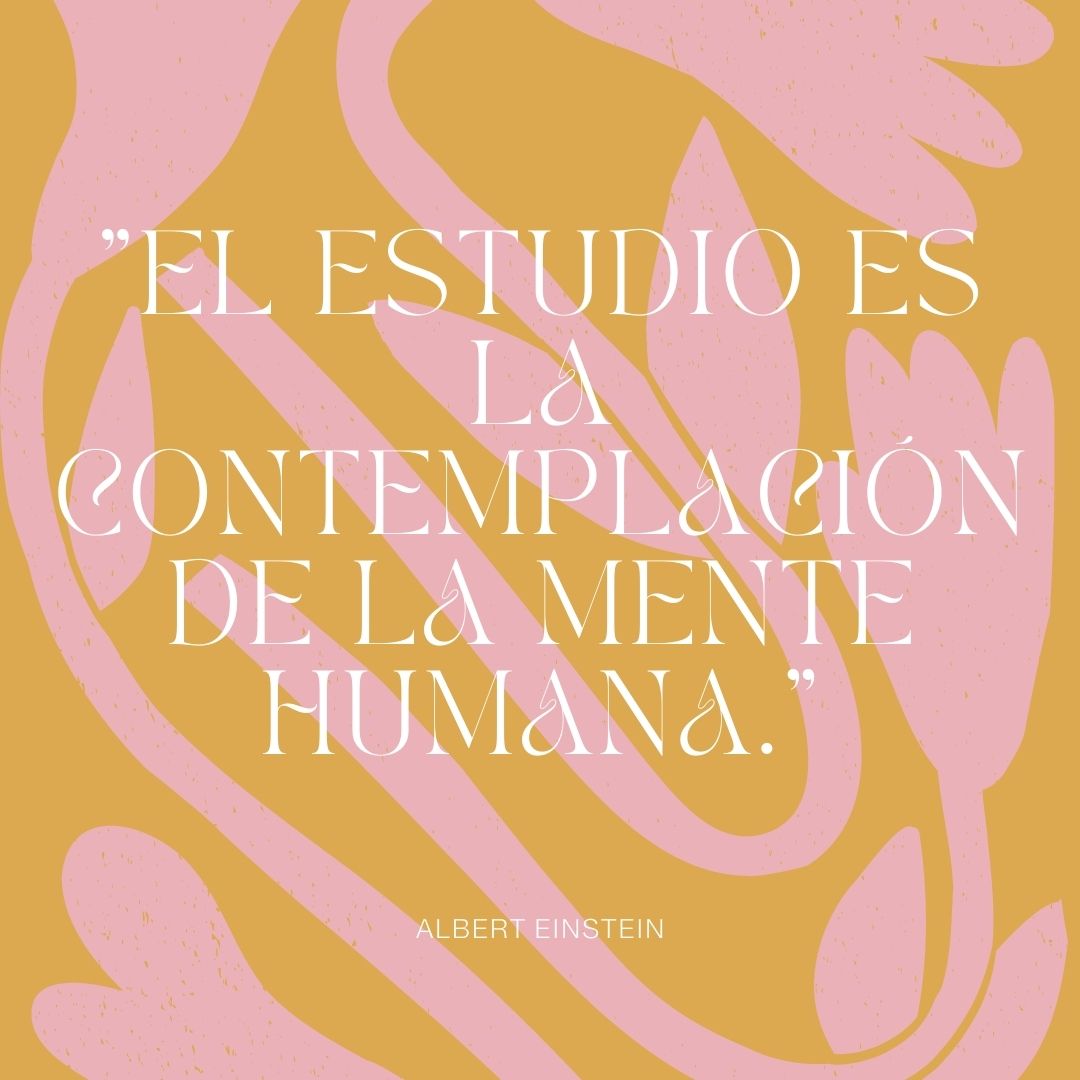 ”EL ESTUDIO ES
LA
CONTEMPLACIÓN
DE LA MENTE
HUMANA.”
ALBERT EINSTEIN